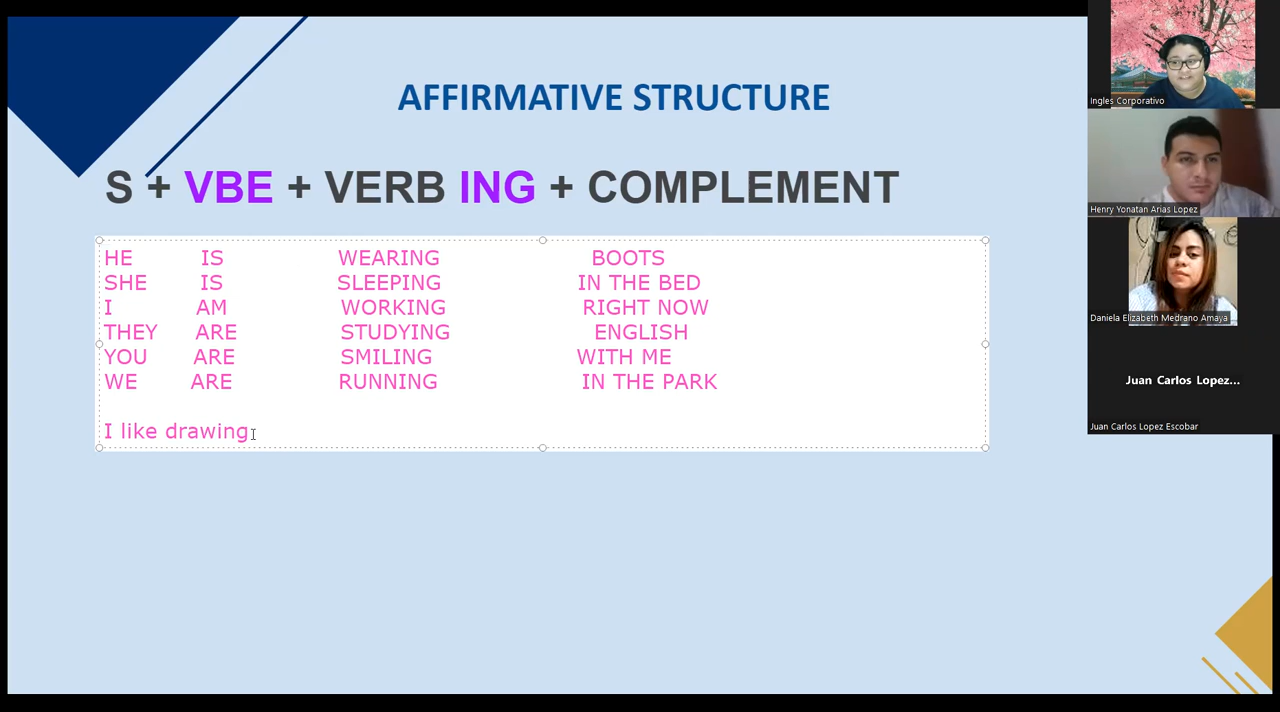 AFFIRMATIVE STRUCTURE
S + VBE + VERB ING + COMPLEMENT
HE IS WEARING BOOTS
SHE IS SLEEPING IN THE BED
I AM WORKING RIGHT NOW
THEY ARE STUDYING ENGLISH
YOU ARE SMILING WITH ME
WE ARE RUNNING IN THE PARK
I like drawing
Ingles Corporativo
Henry Yonatan Arias Lopez
Daniela Elizabeth Medrano Amaya
Juan Carlos Lopez...
Juan Carlos Lopez Escobar